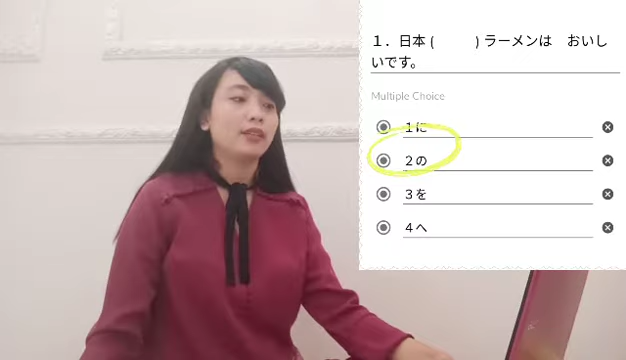 １．日本 (　　　) ラーメンは　おいし
いです。
Multiple Choice
１に
２の
３を
４へ